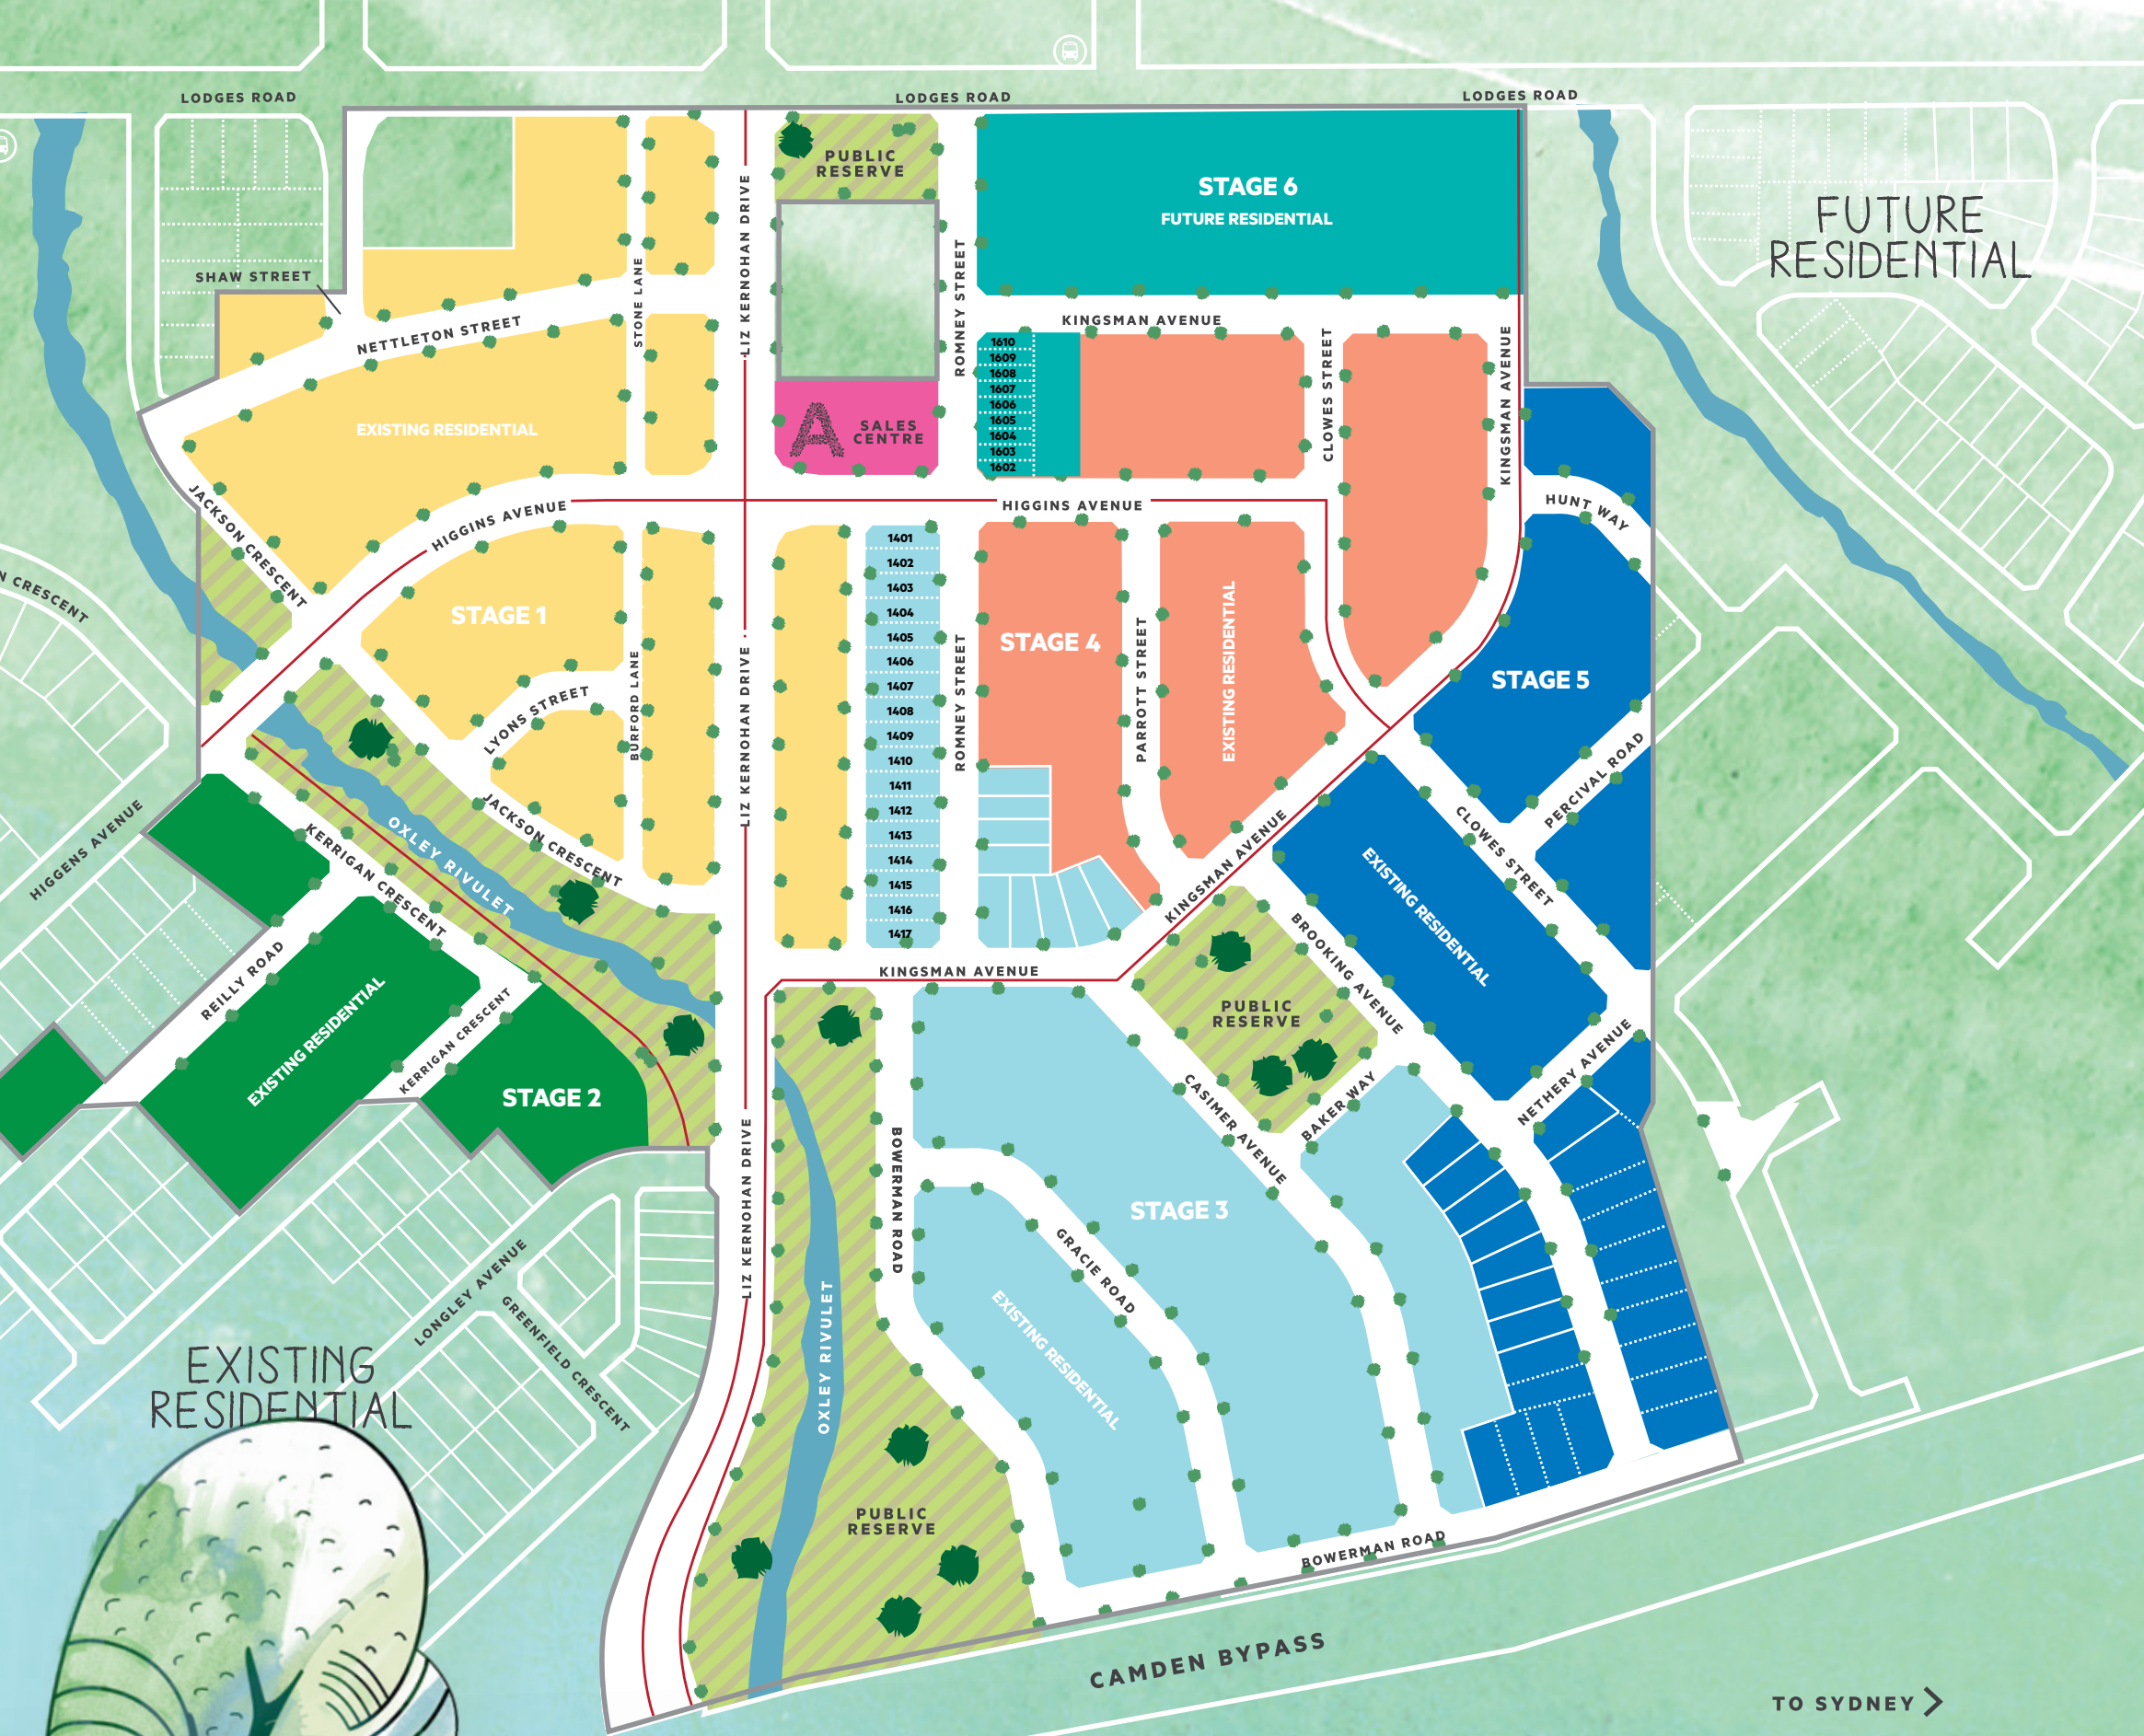 LODGES ROAD
LODGES ROAD
LODGES ROAD
PUBLIC
RESERVE
STAGE 6
FUTURE RESIDENTIAL
FUTURE
RESIDENTIAL
SHAW STREET
NETTLETON STREET
STONE LANE
LIZ KERNOHAN DRIVE
ROMNEY STREET
KINGSMAN AVENUE
CLOWES STREET
KINGSMAN AVENUE
1610
1609
1608
1607
1606
1605
1604
1603
1602
EXISTING RESIDENTIAL
A
SALES
CENTRE
JACKSON CRESCENT
HIGGINS AVENUE
HIGGINS AVENUE
HUNT WAY
N CRESCENT
STAGE 1
1401
1402
1403
1404
1405
1406
1407
1408
1409
1410
1411
1412
1413
1414
1415
1416
1417
STAGE 4
PARROTT STREET
EXISTING RESIDENTIAL
STAGE 5
LYONS STREET
BURFORD LANE
LIZ KERNOHAN DRIVE
ROMNEY STREET
PERCIVAL ROAD
CLOWES STREET
HIGGENS AVENUE
KERRIGAN CRESCENT
OXLEY RIVULET
JACKSON CRESCENT
KINGSMAN AVENUE
EXISTING RESIDENTIAL
REILLY ROAD
EXISTING RESIDENTIAL
KERRIGAN CRESCENT
STAGE 2
KINGSMAN AVENUE
PUBLIC
RESERVE
BROOKING AVENUE
NETHERY AVENUE
BAKER WAY
CASIMER AVENUE
LIZ KERNOHAN DRIVE
BOWERMAN ROAD
STAGE 3
GRACIE ROAD
EXISTING RESIDENTIAL
OXLEY RIVULET
LONGLEY AVENUE
GREENFIELD CRESCENT
EXISTING
RESIDENTIAL
PUBLIC
RESERVE
BOWERMAN ROAD
CAMDEN BYPASS
TO SYDNEY